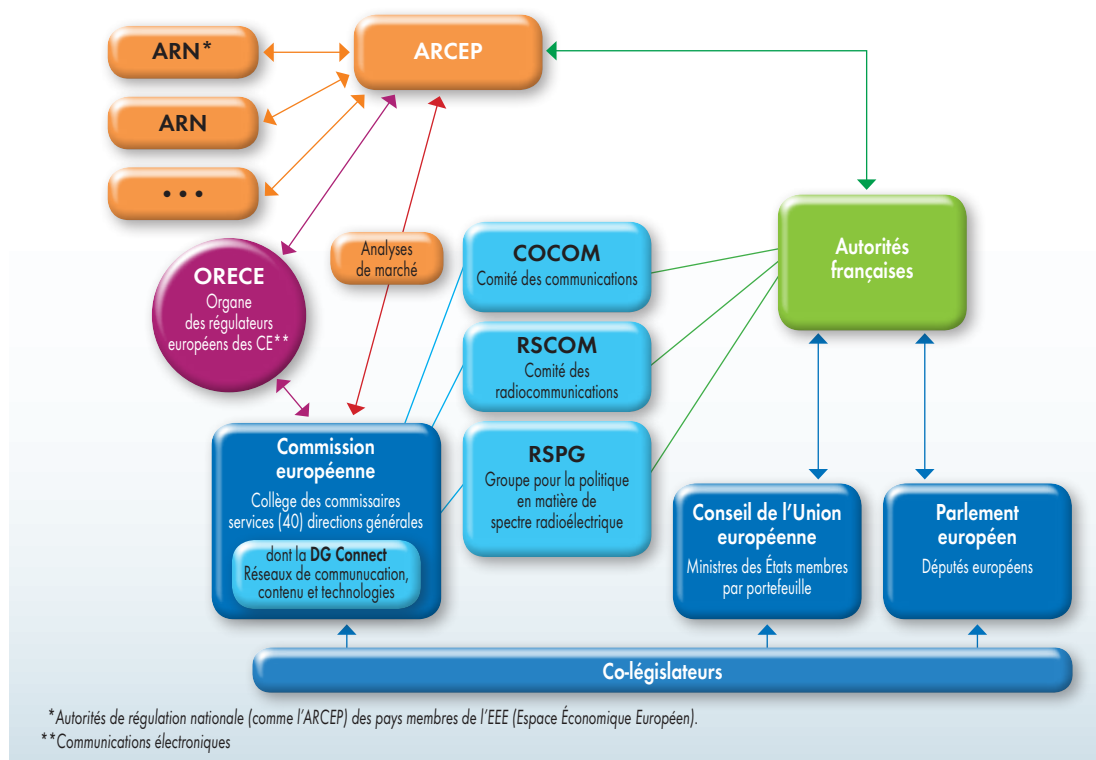 ARN*
ARCEP
ARN
• • •
ORECE
Organe
des régulateurs
européens des CE**
Analyses
de marché
COCOM
Comité des communications
RSCOM
Comité des
radiocommunications
RSPG
Groupe pour la politique
en matière de
spectre radioélectrique
Autorités
françaises
Commission
européenne
Collège des commissaires
services (40) directions générales
dont la DG Connect
Réseaux de communucation,
contenu et technologies
Conseil de l'Union
européenne
Ministres des États membres
par portefeuille
Parlement
européen
Députés européens
Co-législateurs
*Autorités de régulation nationale (comme l'ARCEP) des pays membres de l'EEE (Espace Économique Européen).
**Communications électroniques